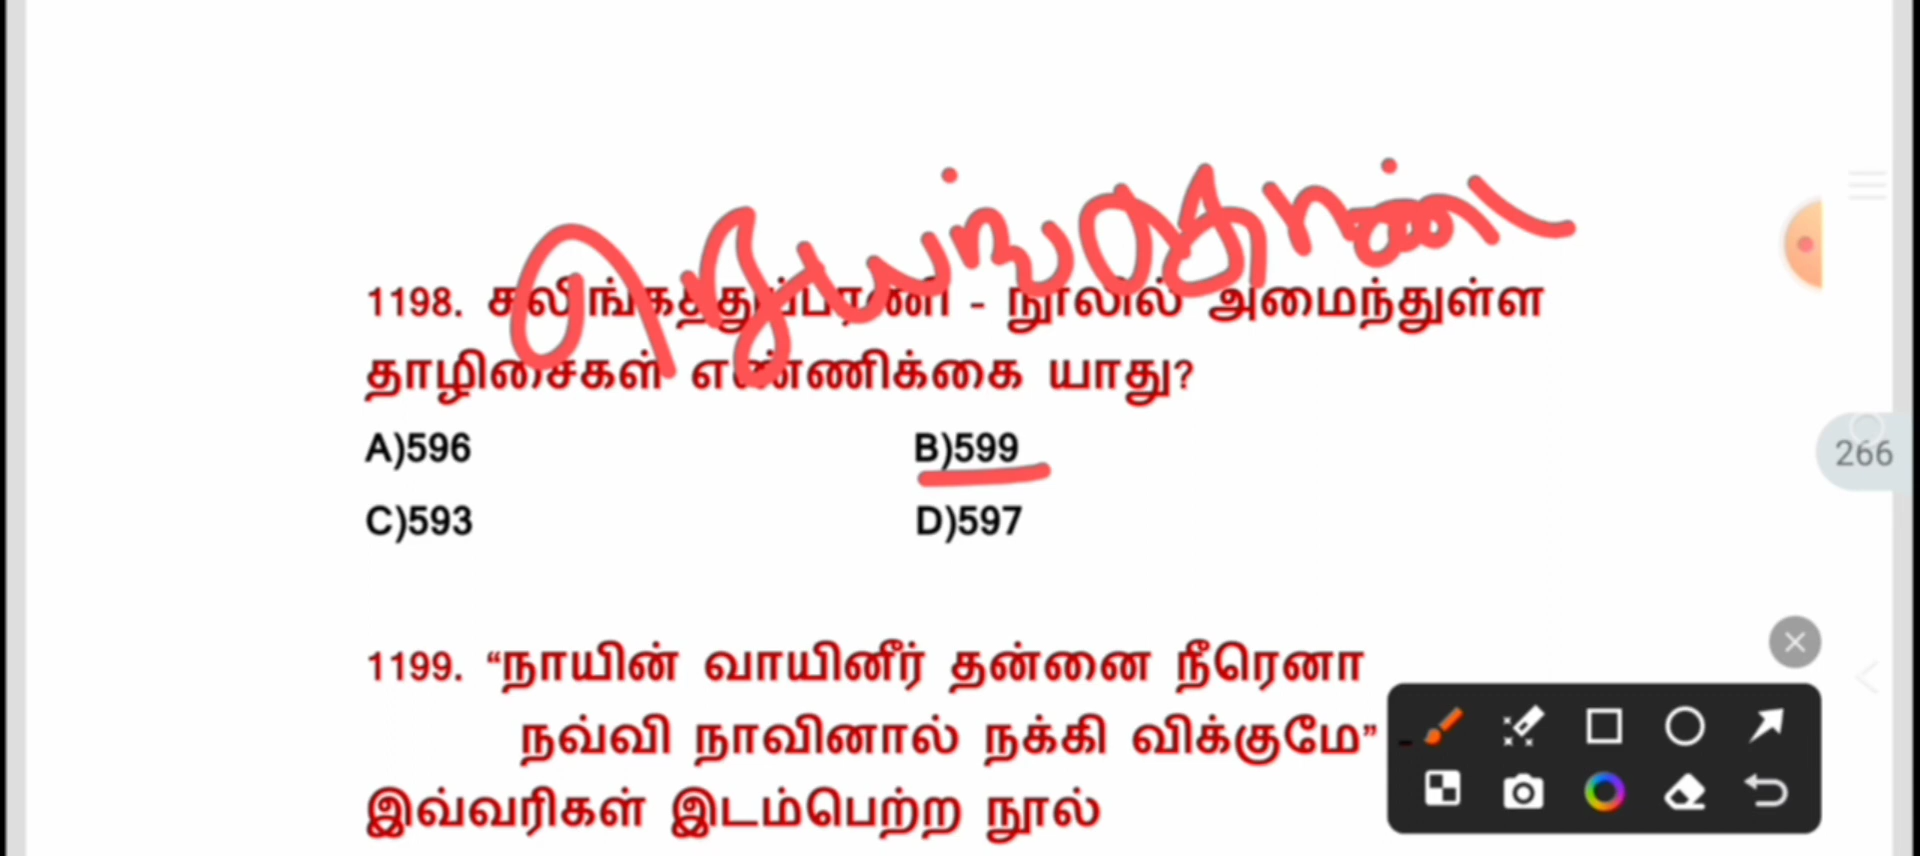 ஜெயங்கொண்டார்
1198. கலிங்கத்துப்பரணி - நூலில் அமைந்துள்ள
தாழிசைகள் எண்ணிக்கை யாது?
A)596 B)599
C)593 D)597
266
1199. “நாயின் வாயினீர் தன்னை நீரெனா
நவ்வி நாவினால் நக்கி விக்குமே” -
இவ்வரிகள் இடம்பெற்ற நூல்